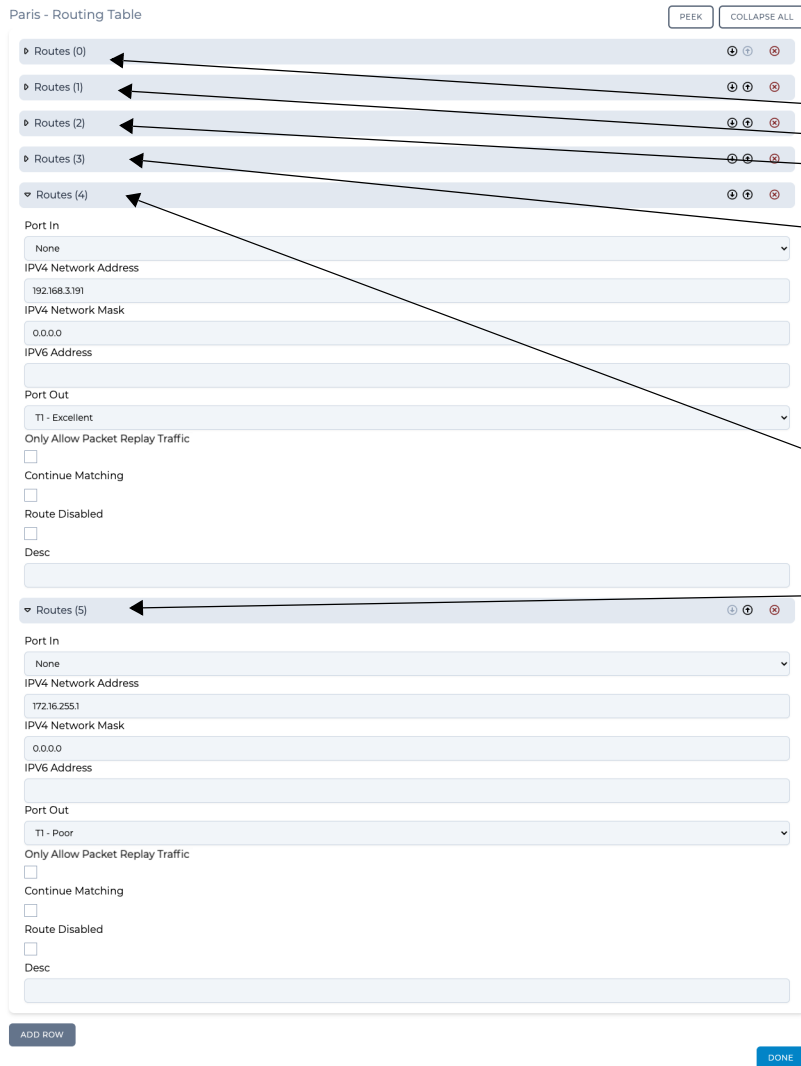 Paris - Routing Table
PEEK
COLLAPSE ALL
Routes (0)
Routes (1)
Routes (2)
Routes (3)
Routes (4)
Port In
None
IPV4 Network Address
192.168.3.191
IPV4 Network Mask
0.0.0.0
IPV6 Address
Port Out
T1 - Excellent
Only Allow Packet Replay Traffic
Continue Matching
Route Disabled
Desc
Routes (5)
Port In
None
IPV4 Network Address
172.16.255.1
IPV4 Network Mask
0.0.0.0
IPV6 Address
Port Out
T1 - Poor
Only Allow Packet Replay Traffic
Continue Matching
Route Disabled
Desc
ADD ROW
DONE